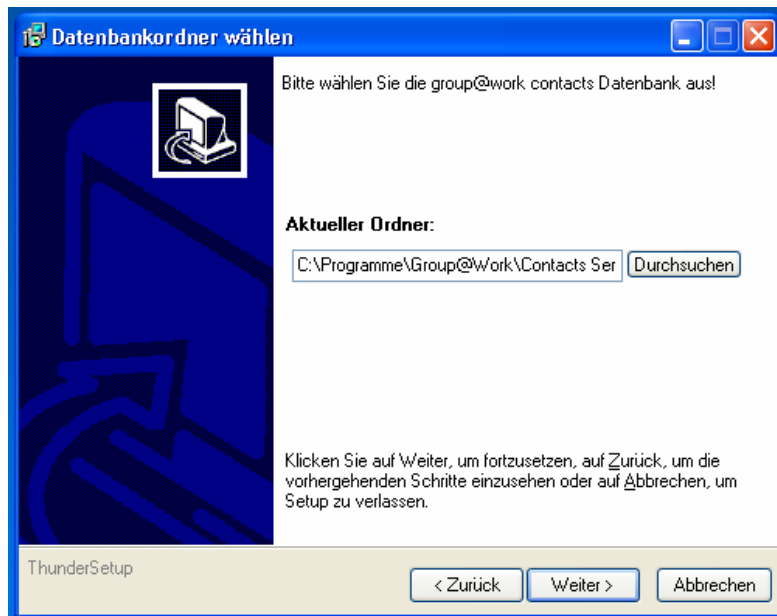 Datenbankordner wählen
Bitte wählen Sie die group@work contacts Datenbank aus!
Aktueller Ordner:
C:\Programme\Group@Work\Contacts Ser
Durchsuchen
Klicken Sie auf Weiter, um fortzusetzen, auf Zurück, um die
vorhergehenden Schritte einzusehen oder auf Abbrechen, um
Setup zu verlassen.
ThunderSetup
< Zurück
Weiter >
Abbrechen